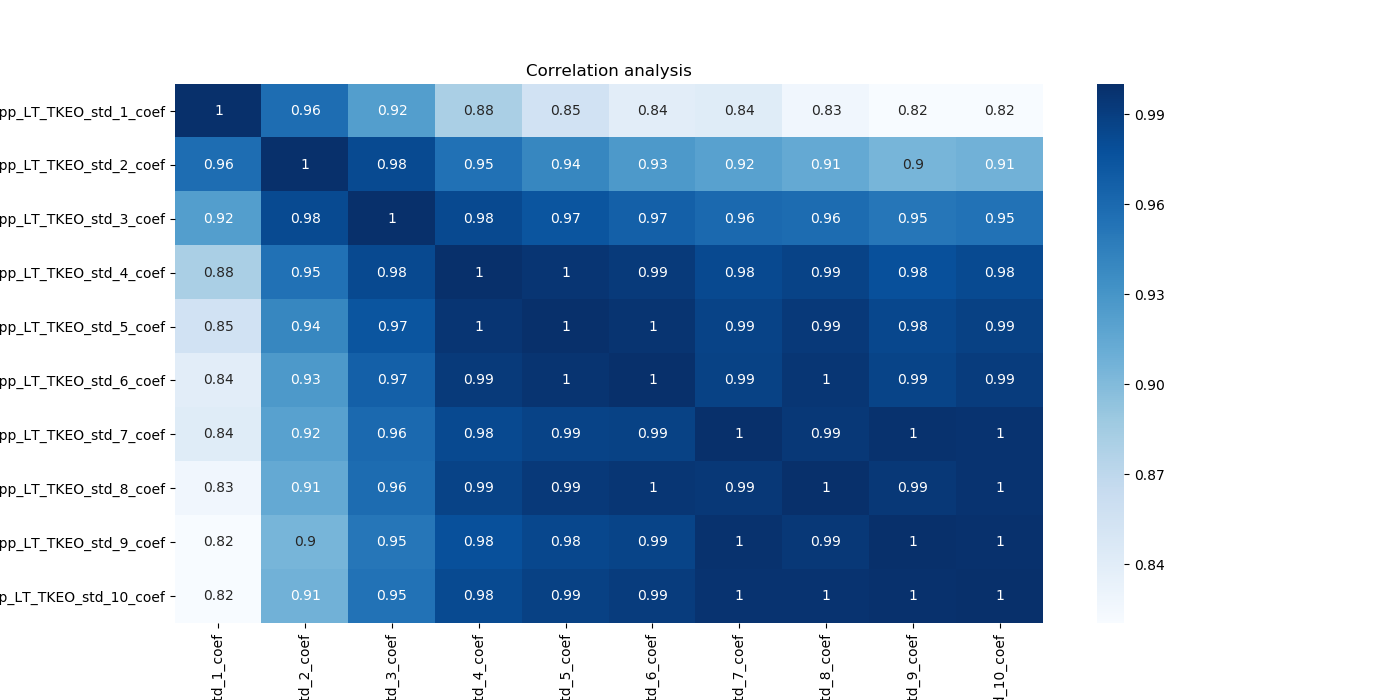 Correlation analysis
pp_LT_TKEO_std_1_coef 1 0.96 0.92 0.88 0.85 0.84 0.84 0.83 0.82 0.82
pp_LT_TKEO_std_2_coef 0.96 1 0.98 0.95 0.94 0.93 0.92 0.91 0.9 0.91
pp_LT_TKEO_std_3_coef 0.92 0.98 1 0.98 0.97 0.97 0.96 0.96 0.95 0.95
pp_LT_TKEO_std_4_coef 0.88 0.95 0.98 1 1 0.99 0.98 0.99 0.98 0.98
pp_LT_TKEO_std_5_coef 0.85 0.94 0.97 1 1 1 0.99 0.99 0.98 0.99
pp_LT_TKEO_std_6_coef 0.84 0.93 0.97 0.99 1 1 0.99 1 0.99 0.99
pp_LT_TKEO_std_7_coef 0.84 0.92 0.96 0.98 0.99 0.99 1 0.99 1 1
pp_LT_TKEO_std_8_coef 0.83 0.91 0.96 0.99 0.99 1 0.99 1 0.99 1
pp_LT_TKEO_std_9_coef 0.82 0.9 0.95 0.98 0.98 0.99 1 0.99 1 1
p_LT_TKEO_std_10_coef 0.82 0.91 0.95 0.98 0.99 0.99 1 1 1 1
td_1_coef
td_2_coef
td_3_coef
td_4_coef
td_5_coef
td_6_coef
td_7_coef
td_8_coef
td_9_coef
d_10_coef
0.99
0.96
0.93
0.90
0.87
0.84